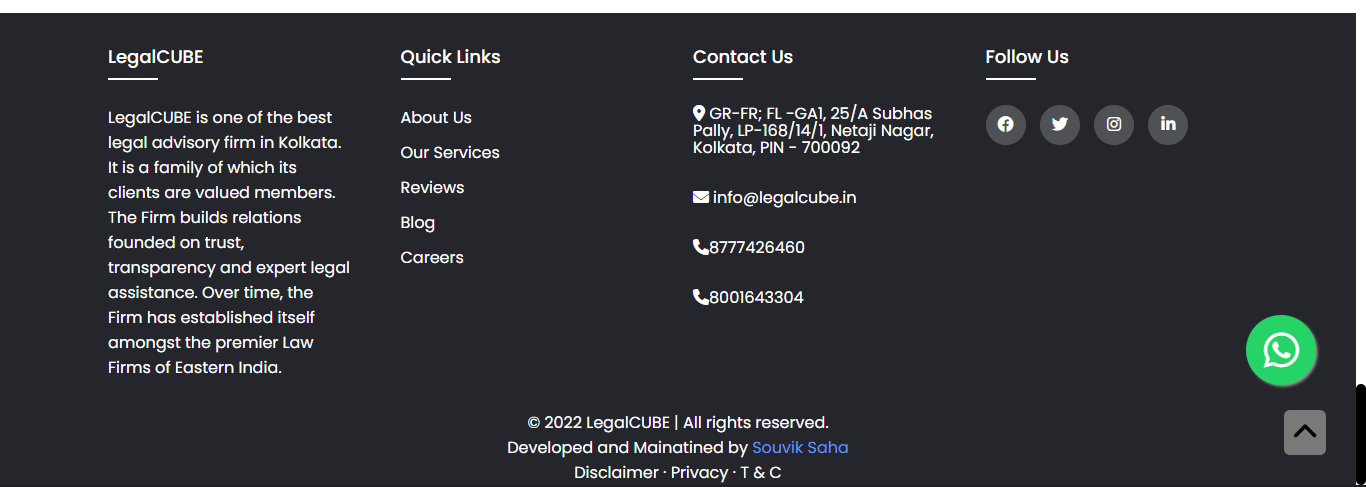 LegalCUBE
LegalCUBE is one of the best
legal advisory firm in Kolkata.
It is a family of which its
clients are valued members.
The Firm builds relations
founded on trust,
transparency and expert legal
assistance. Over time, the
Firm has established itself
amongst the premier Law
Firms of Eastern India.
Quick Links
About Us
Our Services
Reviews
Blog
Careers
Contact Us
GR-FR; FL -GA1, 25/A Subhas
Pally, LP-168/14/1, Netaji Nagar,
Kolkata, PIN - 700092
info@legalcube.in
8777426460
8001643304
Follow Us
© 2022 LegalCUBE | All rights reserved.
Developed and Mainatined by Souvik Saha
Disclaimer · Privacy · T & C